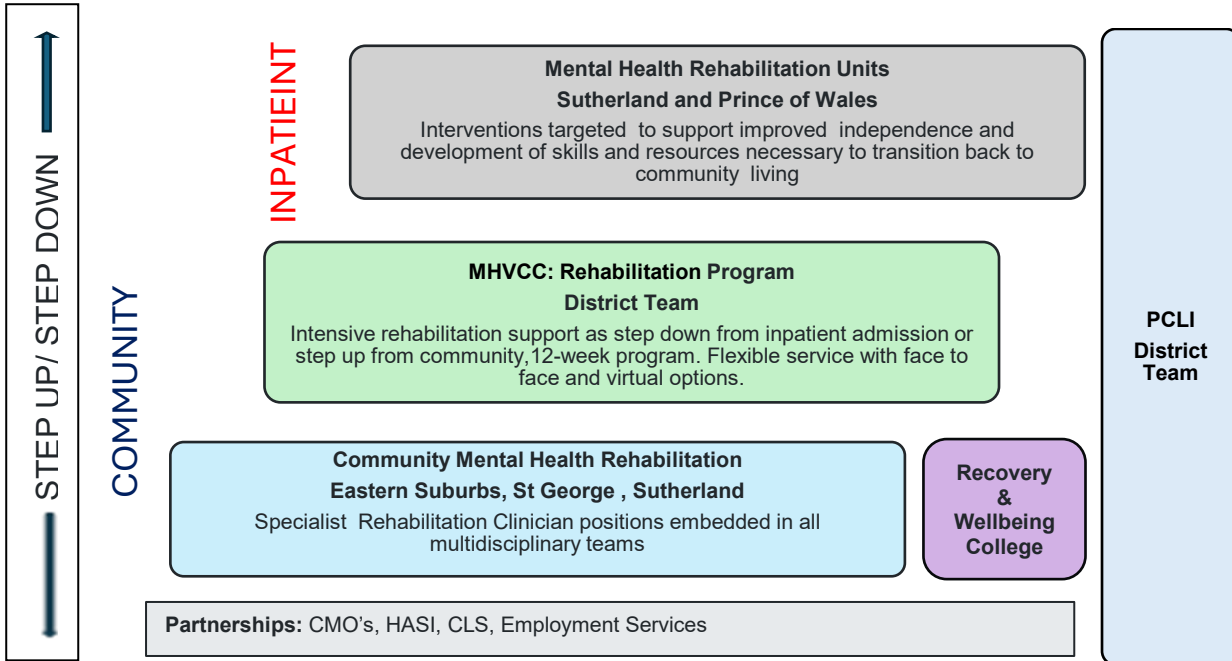 STEP UP/ STEP DOWN
INPATIEINT
COMMUNITY
Mental Health Rehabilitation Units
Sutherland and Prince of Wales
Interventions targeted to support improved independence and
development of skills and resources necessary to transition back to
community living
MHVCC: Rehabilitation Program
District Team
Intensive rehabilitation support as step down from inpatient admission or
step up from community,12-week program. Flexible service with face to
face and virtual options.
Community Mental Health Rehabilitation
Eastern Suburbs, St George , Sutherland
Specialist Rehabilitation Clinician positions embedded in all
multidisciplinary teams
Recovery
&
Wellbeing
College
Partnerships: CMO's, HASI, CLS, Employment Services
PCLI
District
Team